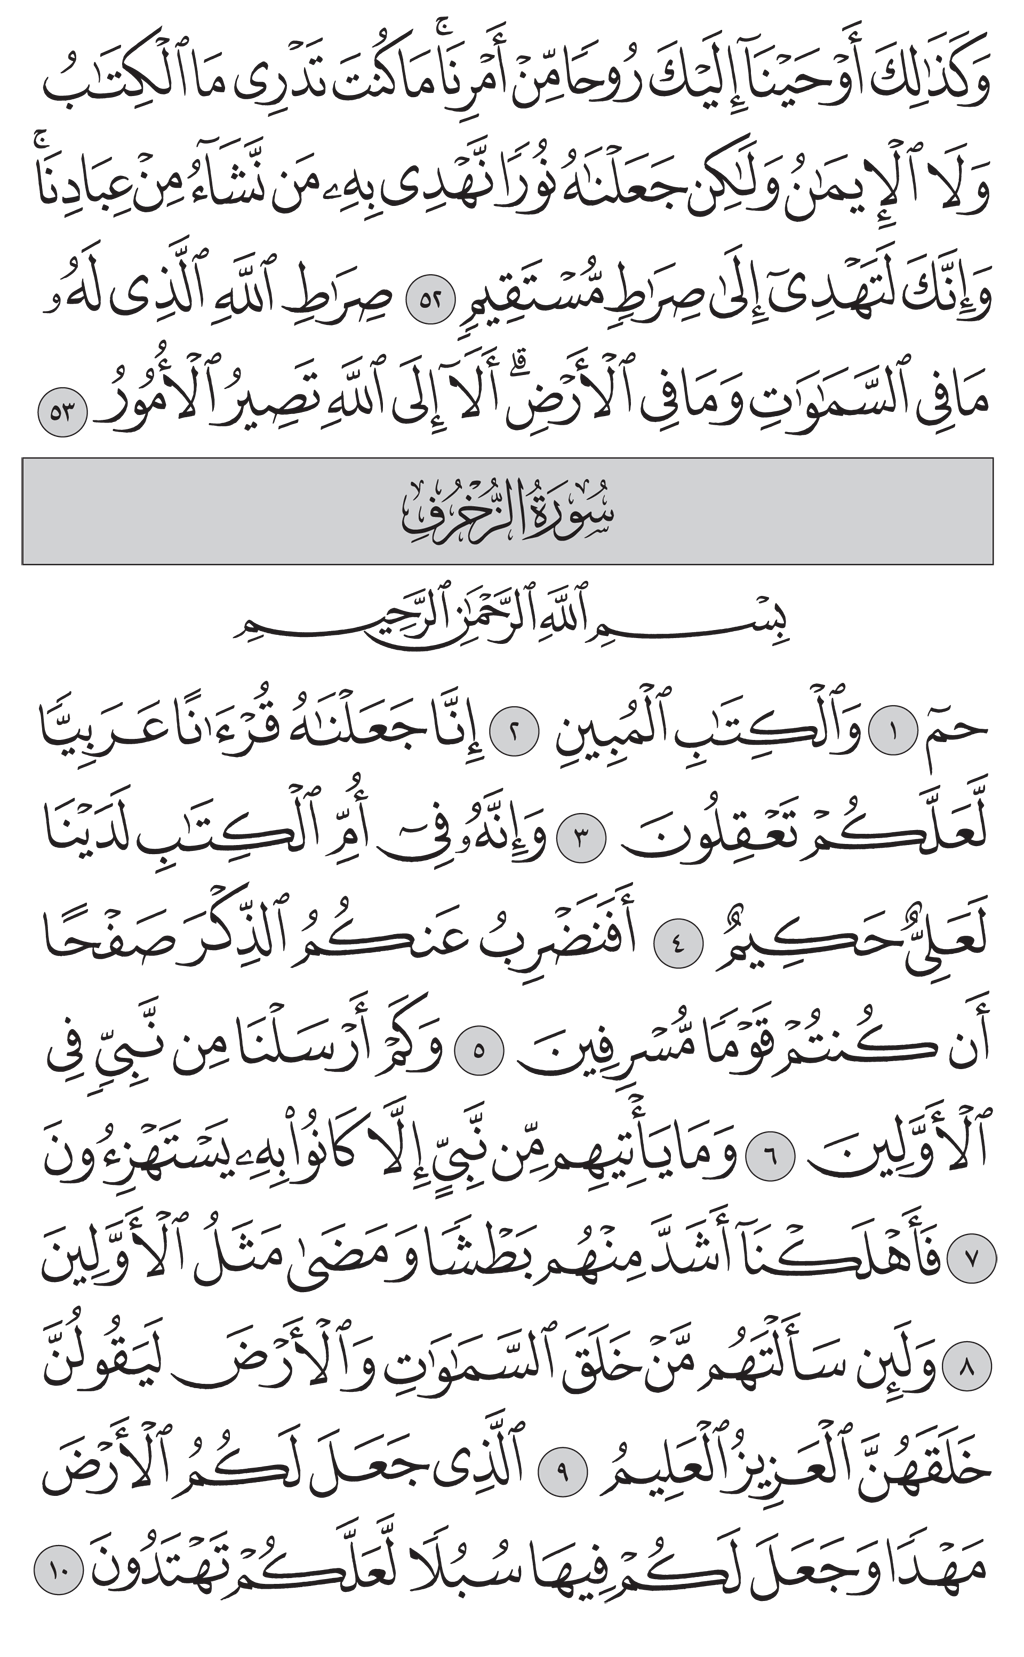 وَكَذَٰلِكَ أَوْحَيْنَآ إِلَيْكَ رُوحًا مِّنْ أَمْرِنَا ۚ مَا كُنتَ تَدْرِى مَا ٱلْكِتَٰبُ
وَلَا ٱلْإِيمَٰنُ وَلَٰكِن جَعَلْنَٰهُ نُورًا نَّهْدِى بِهِۦ مَن نَّشَآءُ مِنْ عِبَادِنَا ۚ
وَإِنَّكَ لَتَهْدِىٓ إِلَىٰ صِرَٰطٍ مُّسْتَقِيمٍ ٥٢ صِرَٰطِ ٱللَّهِ ٱلَّذِى لَهُۥ
مَا فِى ٱلسَّمَٰوَٰتِ وَمَا فِى ٱلْأَرْضِ ۗ أَلَآ إِلَى ٱللَّهِ تَصِيرُ ٱلْأُمُورُ ٥٣
سُورَةُ الزُّخْرُفِ
بِسْمِ ٱللَّهِ ٱلرَّحْمَٰنِ ٱلرَّحِيمِ
حمٓ ١ وَٱلْكِتَٰبِ ٱلْمُبِينِ ٢ إِنَّا جَعَلْنَٰهُ قُرْءَٰنًا عَرَبِيًّا
لَّعَلَّكُمْ تَعْقِلُونَ ٣ وَإِنَّهُۥ فِىٓ أُمِّ ٱلْكِتَٰبِ لَدَيْنَا
لَعَلِىٌّ حَكِيمٌ ٤ أَفَنَضْرِبُ عَنكُمُ ٱلذِّكْرَ صَفْحًا
أَن كُنتُمْ قَوْمًا مُّسْرِفِينَ ٥ وَكَمْ أَرْسَلْنَا مِن نَّبِىٍّ فِى
ٱلْأَوَّلِينَ ٦ وَمَا يَأْتِيهِم مِّن نَّبِىٍّ إِلَّا كَانُوا۟ بِهِۦ يَسْتَهْزِءُونَ
٧ فَأَهْلَكْنَآ أَشَدَّ مِنْهُم بَطْشًا وَمَضَىٰ مَثَلُ ٱلْأَوَّلِينَ
٨ وَلَئِن سَأَلْتَهُم مَّنْ خَلَقَ ٱلسَّمَٰوَٰتِ وَٱلْأَرْضَ لَيَقُولُنَّ
خَلَقَهُنَّ ٱلْعَزِيزُ ٱلْعَلِيمُ ٩ ٱلَّذِى جَعَلَ لَكُمُ ٱلْأَرْضَ
مَهْدًا وَجَعَلَ لَكُمْ فِيهَا سُبُلًا لَّعَلَّكُمْ تَهْتَدُونَ ١٠